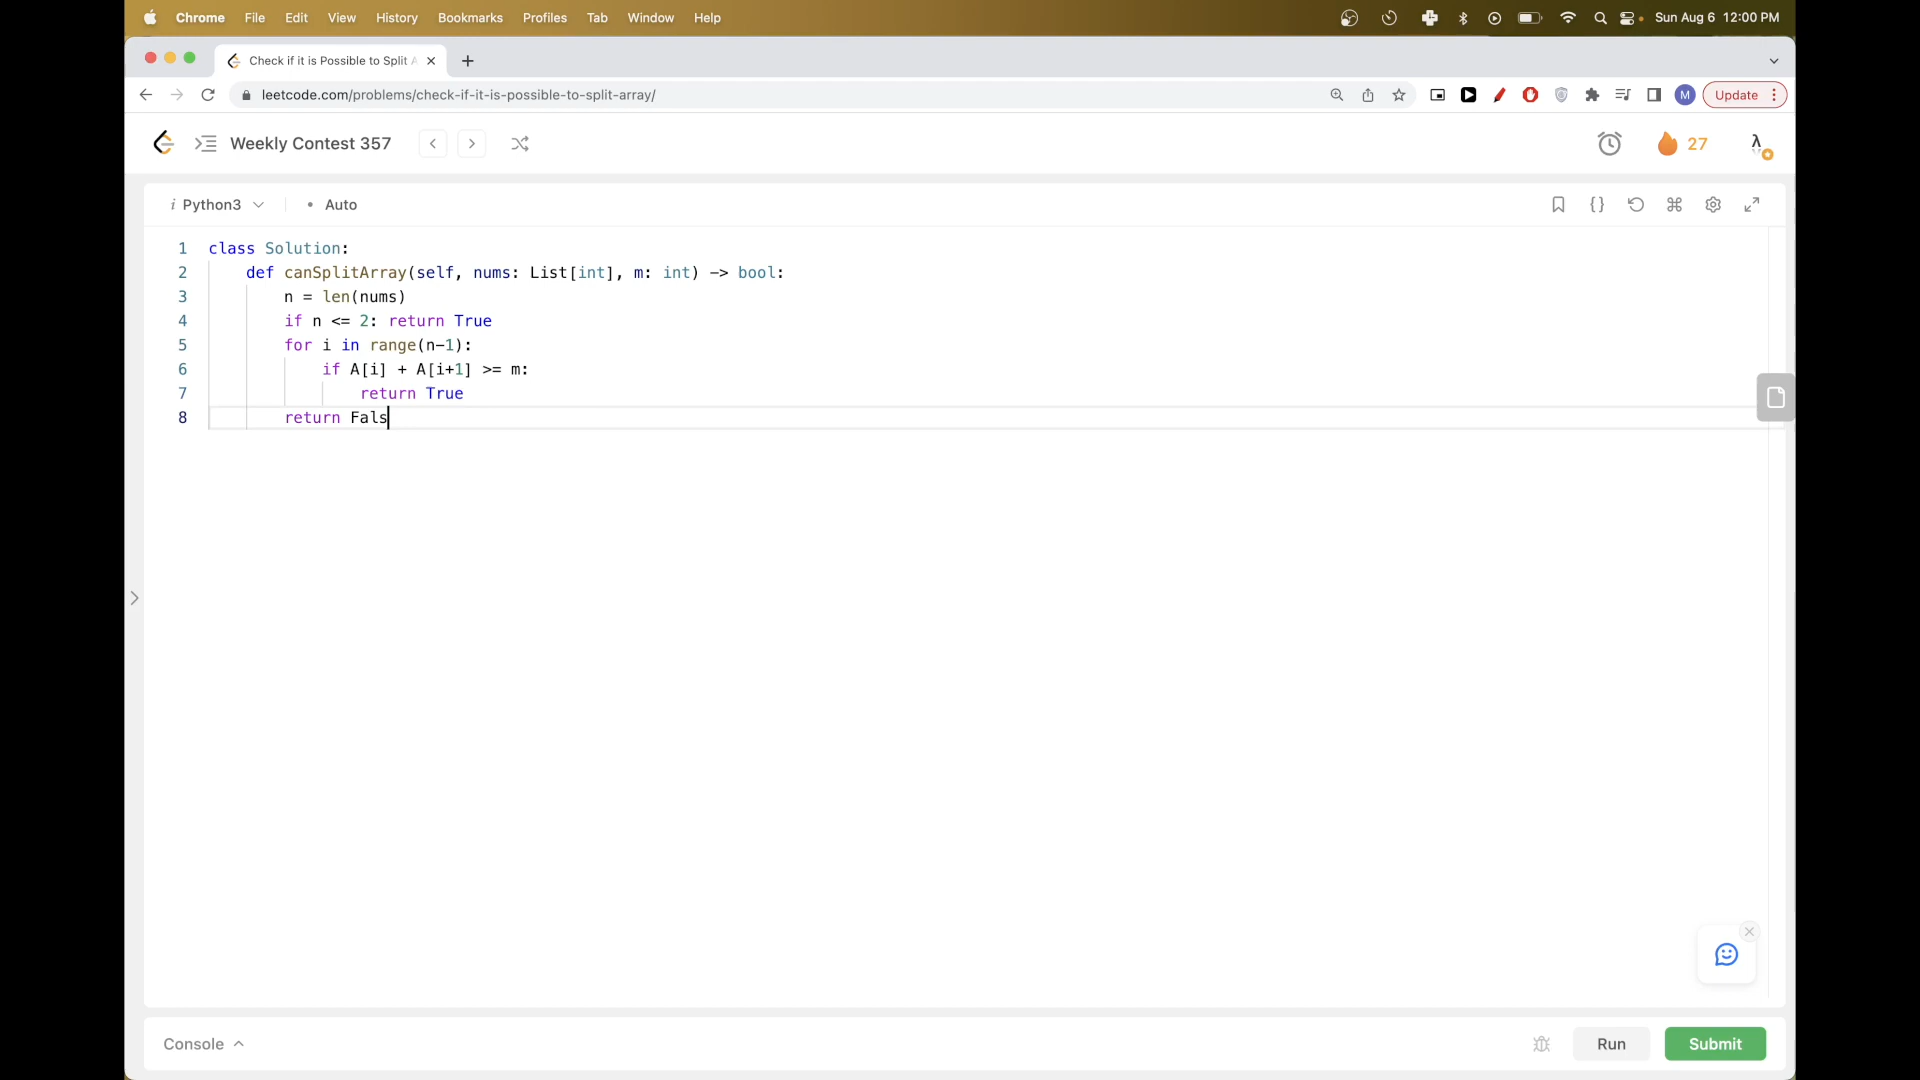 Chrome File Edit View History Bookmarks Profiles Tab Window Help Sun Aug 6 12:00 PM
Check if it is Possible to Split A
leetcode.com/problems/check-if-it-is-possible-to-split-array/ M Update
Weekly Contest 357 27
i Python3 • Auto
1 class Solution:
2 def canSplitArray(self, nums: List[int], m: int) -> bool:
3 n = len(nums)
4 if n <= 2: return True
5 for i in range(n-1):
6 if A[i] + A[i+1] >= m:
7 return True
8 return Fals
Console Run Submit